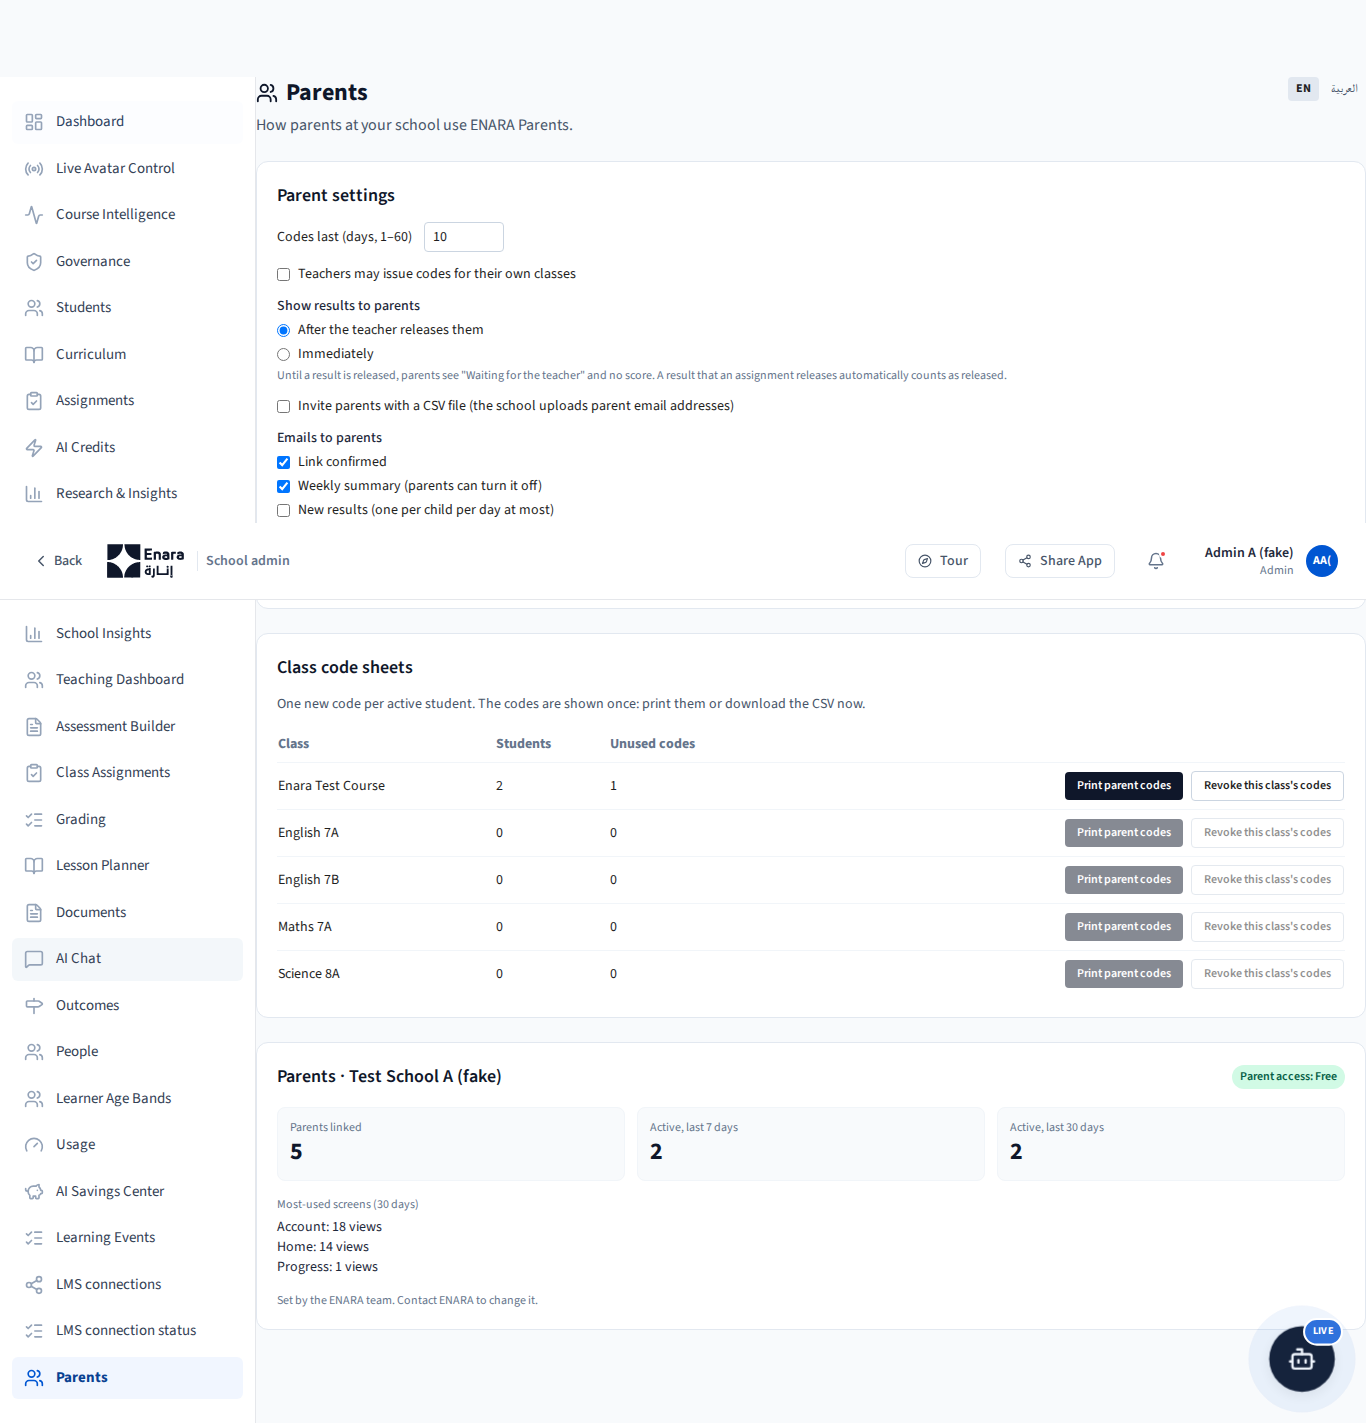 Parents
EN
العربية
How parents at your school use ENARA Parents.
Dashboard
Live Avatar Control
Course Intelligence
Governance
Students
Curriculum
Assignments
AI Credits
Research & Insights
Parent settings
Codes last (days, 1–60)
10
Teachers may issue codes for their own classes
Show results to parents
After the teacher releases them
Immediately
Until a result is released, parents see "Waiting for the teacher" and no score. A result that an assignment releases automatically counts as released.
Invite parents with a CSV file (the school uploads parent email addresses)
Emails to parents
Link confirmed
Weekly summary (parents can turn it off)
New results (one per child per day at most)
Back
Enara
إنارة
School admin
Tour
Share App
Admin A (fake)
Admin
AA(
School Insights
Teaching Dashboard
Assessment Builder
Class Assignments
Grading
Lesson Planner
Documents
AI Chat
Outcomes
People
Learner Age Bands
Usage
AI Savings Center
Learning Events
LMS connections
LMS connection status
Parents
Class code sheets
One new code per active student. The codes are shown once: print them or download the CSV now.
Class Students Unused codes
Enara Test Course 2 1 Print parent codes Revoke this class's codes
English 7A 0 0 Print parent codes Revoke this class's codes
English 7B 0 0 Print parent codes Revoke this class's codes
Maths 7A 0 0 Print parent codes Revoke this class's codes
Science 8A 0 0 Print parent codes Revoke this class's codes
Parents · Test School A (fake)
Parent access: Free
Parents linked
5
Active, last 7 days
2
Active, last 30 days
2
Most-used screens (30 days)
Account: 18 views
Home: 14 views
Progress: 1 views
Set by the ENARA team. Contact ENARA to change it.
LIVE